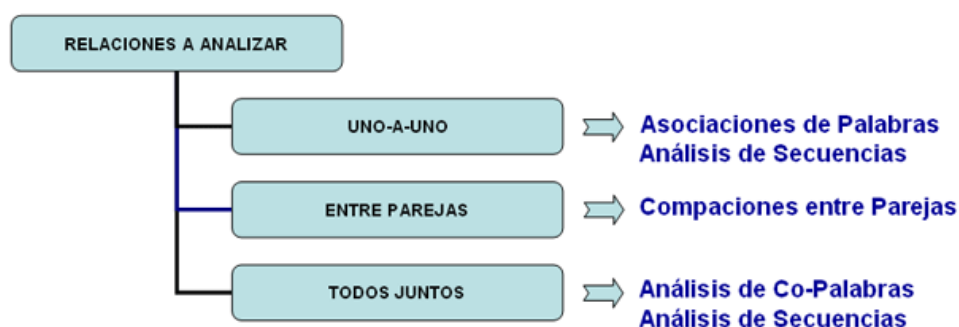 RELACIONES A ANALIZAR
UNO-A-UNO
Asociaciones de Palabras
Análisis de Secuencias
ENTRE PAREJAS
Compaciones entre Parejas
TODOS JUNTOS
Análisis de Co-Palabras
Análisis de Secuencias